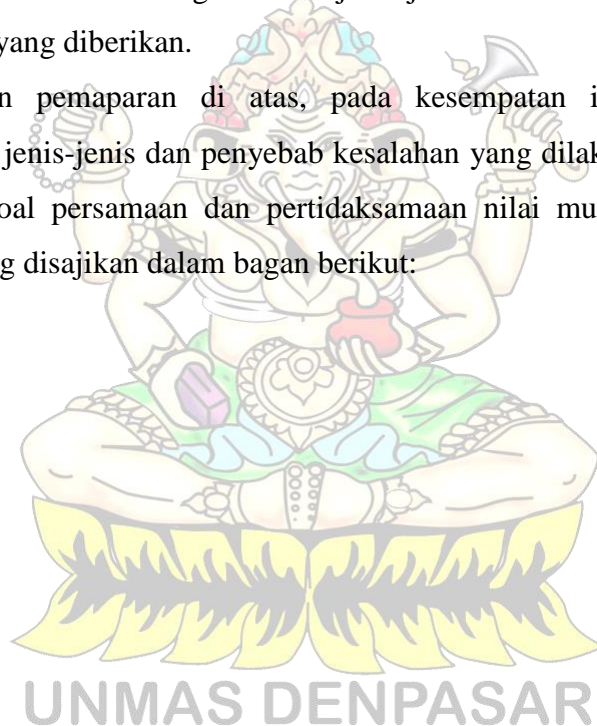 yang diberikan.
n pemaparan di atas, pada kesempatan i
jenis-jenis dan penyebab kesalahan yang dilak
oal persamaan dan pertidaksamaan nilai mu
g disajikan dalam bagan berikut:
UNMAS DENPASAR